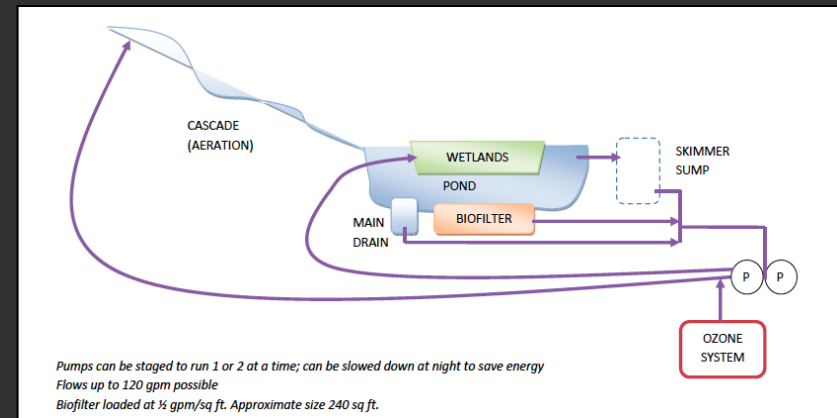 CASCADE
(AERATION)
WETLANDS
POND
SKIMMER
SUMP
MAIN
DRAIN
BIOFILTER
P
P
OZONE
SYSTEM
Pumps can be staged to run 1 or 2 at a time; can be slowed down at night to save energy
Flows up to 120 gpm possible
Biofilter loaded at ½ gpm/sq ft. Approximate size 240 sq ft.